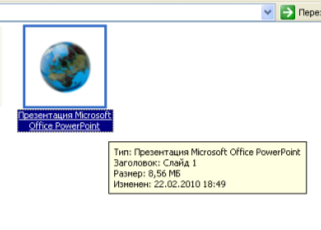 Пере
Презентация Microsoft
Office PowerPoint
Тип: Презентация Microsoft Office PowerPoint
Заголовок: Слайд 1
Размер: 8,56 МБ
Изменен: 22.02.2010 18:49